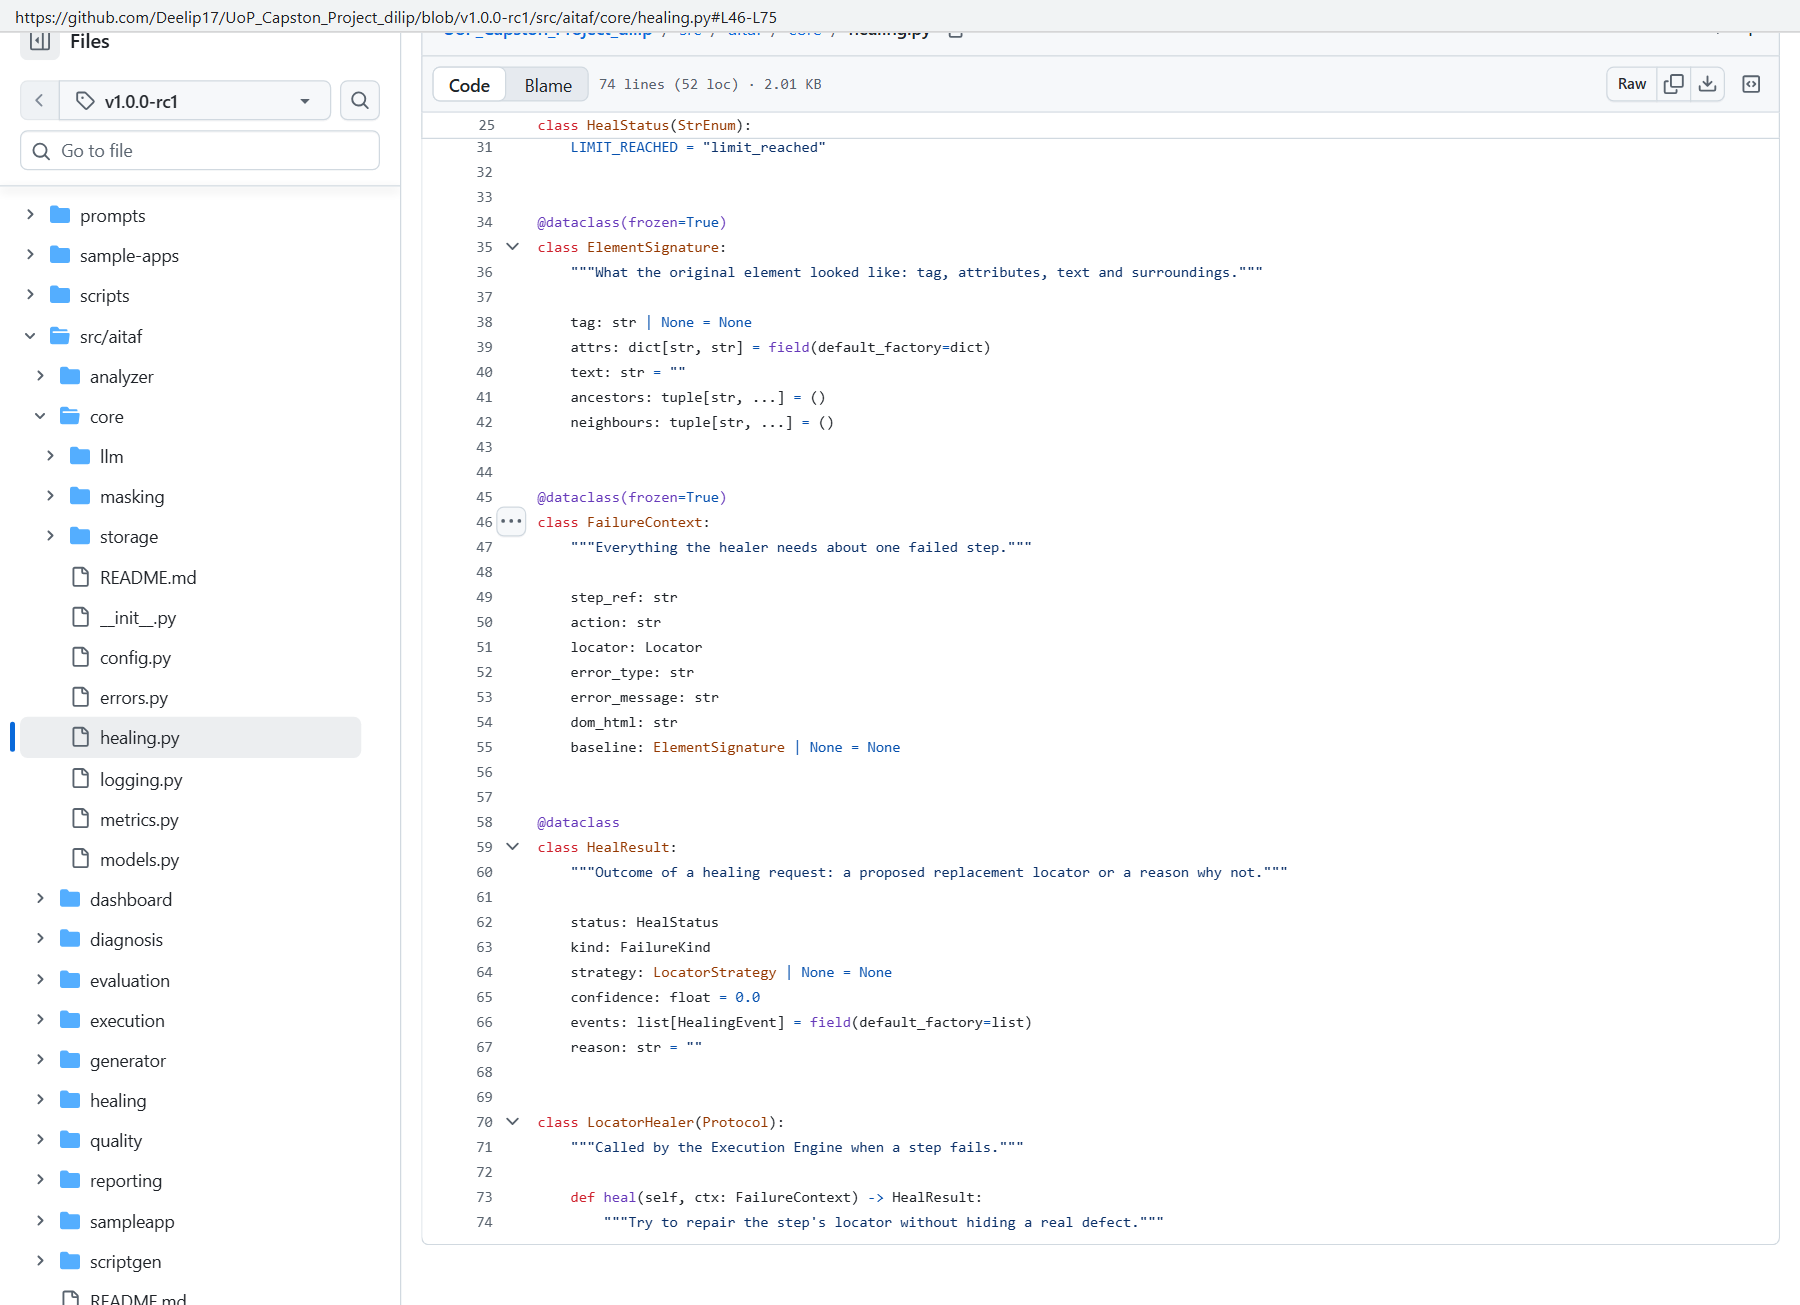 https://github.com/Deelip17/UoP_Capston_Project_dilip/blob/v1.0.0-rc1/src/aitaf/core/healing.py#L46-L75
Files
UoP_Capston_Project_dilip / src / aitaf / core / healing.py
v1.0.0-rc1
Go to file
prompts
sample-apps
scripts
src/aitaf
analyzer
core
llm
masking
storage
README.md
__init__.py
config.py
errors.py
healing.py
logging.py
metrics.py
models.py
dashboard
diagnosis
evaluation
execution
generator
healing
quality
reporting
sampleapp
scriptgen
README.md
Code Blame 74 lines (52 loc) · 2.01 KB Raw
25 class HealStatus(StrEnum):
31     LIMIT_REACHED = "limit_reached"
32
33
34 @dataclass(frozen=True)
35 class ElementSignature:
36     """What the original element looked like: tag, attributes, text and surroundings."""
37
38     tag: str | None = None
39     attrs: dict[str, str] = field(default_factory=dict)
40     text: str = ""
41     ancestors: tuple[str, ...] = ()
42     neighbours: tuple[str, ...] = ()
43
44
45 @dataclass(frozen=True)
46 class FailureContext:
47     """Everything the healer needs about one failed step."""
48
49     step_ref: str
50     action: str
51     locator: Locator
52     error_type: str
53     error_message: str
54     dom_html: str
55     baseline: ElementSignature | None = None
56
57
58 @dataclass
59 class HealResult:
60     """Outcome of a healing request: a proposed replacement locator or a reason why not."""
61
62     status: HealStatus
63     kind: FailureKind
64     strategy: LocatorStrategy | None = None
65     confidence: float = 0.0
66     events: list[HealingEvent] = field(default_factory=list)
67     reason: str = ""
68
69
70 class LocatorHealer(Protocol):
71     """Called by the Execution Engine when a step fails."""
72
73     def heal(self, ctx: FailureContext) -> HealResult:
74         """Try to repair the step's locator without hiding a real defect."""